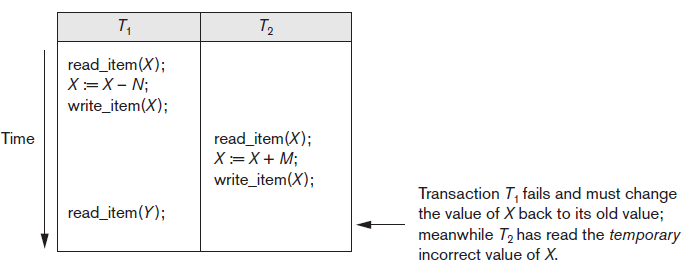 T1 T2
read_item(X);
X := X – N;
write_item(X);
Time
read_item(X);
X := X + M;
write_item(X);
read_item(Y);
Transaction T1 fails and must change
the value of X back to its old value;
meanwhile T2 has read the temporary
incorrect value of X.